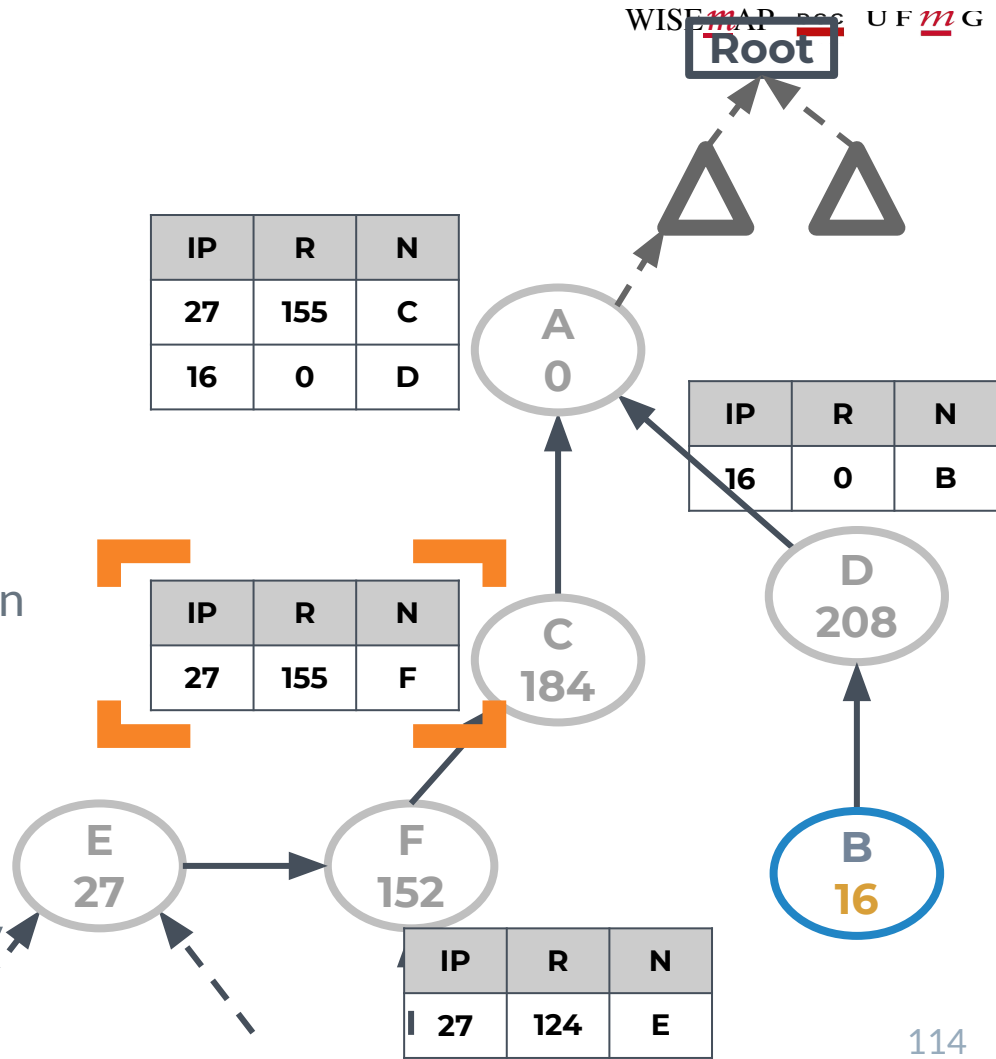 WISEmAP DCC UFmG
Root
IP R N
27 155 C
16 0 D
A
0
IP R N
16 0 B
D
208
n
IP R N
27 155 F
C
184
E
27
F
152
B
16
IP R N
27 124 E
114